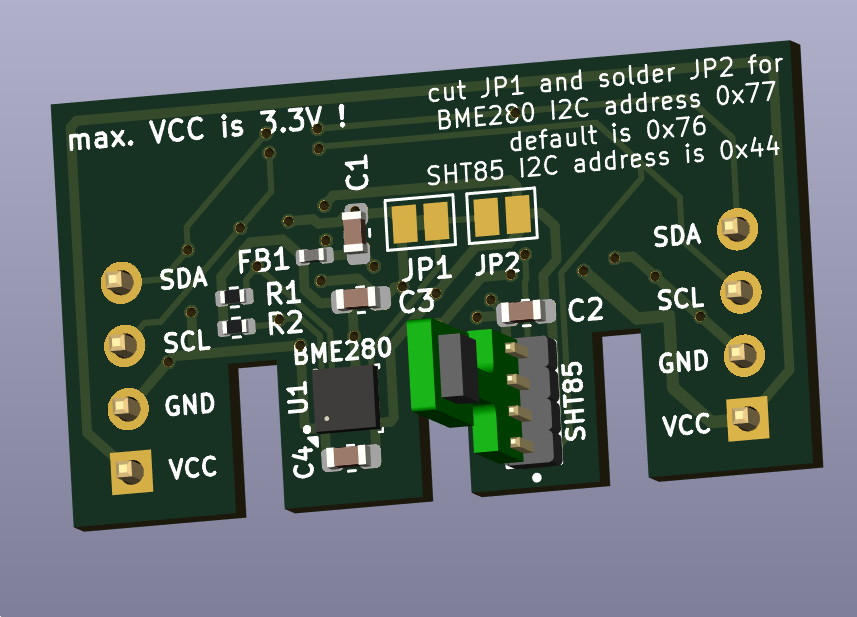 cut JP1 and solder JP2 for
BME280 I2C address 0x77
default is 0x76
SHT85 I2C address is 0x44
max. VCC is 3.3V !
C1
FB1
JP1
JP2
SDA
R1
C3
C2
SCL
R2
BME280
GND
U1
SHT85
VCC
C4
SDA
SCL
GND
VCC